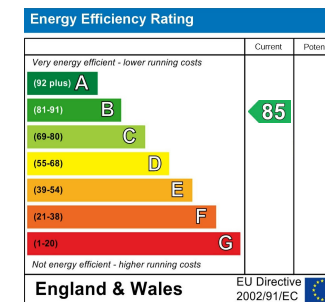 Energy Efficiency Rating
Current Poten
Very energy efficient - lower running costs
(92 plus) A
(81-91) B
85
(69-80) C
(55-68) D
(39-54) E
(21-38) F
(1-20) G
Not energy efficient - higher running costs
England & Wales
EU Directive
2002/91/EC